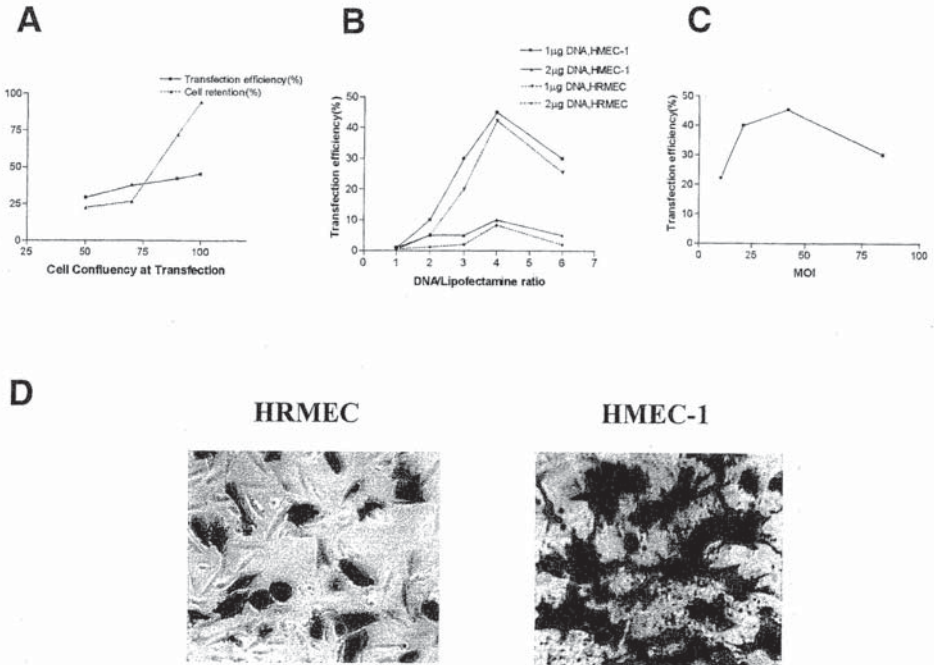 A
Transfection efficiency(%)
Cell retention(%)
100
75
50
25
0
25
50
75
100
Cell Confluency at Transfection
B
1µg DNA,HMEC-1
2µg DNA,HMEC-1
1µg DNA,HRMEC
2µg DNA,HRMEC
Transfection efficiency(%)
50
40
30
20
10
0
0
1
2
3
4
5
6
7
DNA/Lipofectamine ratio
C
Transfection efficiency(%)
50
40
30
20
10
0
0
25
50
75
100
MOI
D
HRMEC
HMEC-1